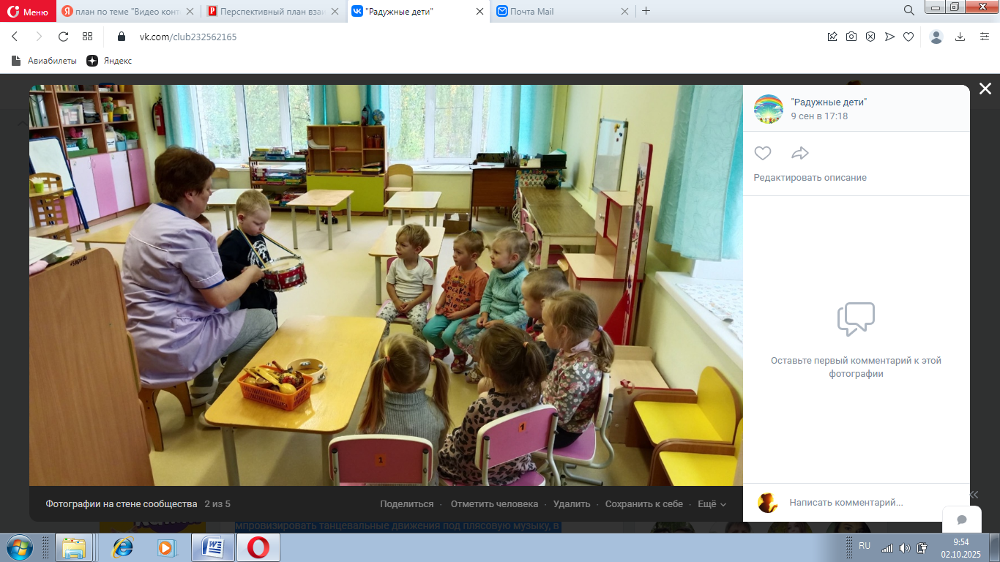 Меню
план по теме "Видео конт
Перспективный план взаи
"Радужные дети"
Почта Mail
vk.com/club232562165
Авиабилеты
Яндекс
"Радужные дети"
9 сен в 17:18
Редактировать описание
Оставьте первый комментарий к этой
фотографии
1
1
Фотографии на стене сообщества 2 из 5
Поделиться · Отметить человека · Удалить · Сохранить к себе · Ещё
Написать комментарий...
мпровизировать танцевальные движения под плясовую музыку, в
RU
9:54
02.10.2025